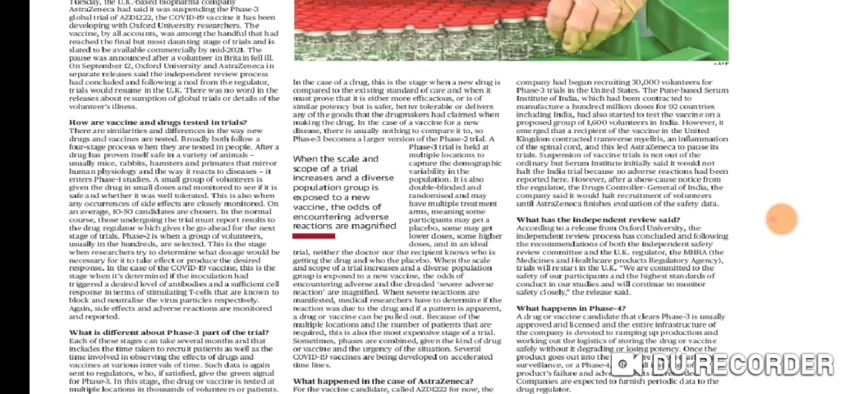 Tuesday, the U.K.-based biopharma company
AstraZeneca had said it was suspending the Phase-3
global trial of AZD1222, the COVID-19 vaccine it has been
developing with Oxford University researchers. The
vaccine, by all accounts, was among the handful that had
reached the final but most daunting stage of trials and is
slated to be available commercially by mid-2021. The
pause was announced after a volunteer in Britain fell ill.
On September 12, Oxford University and AstraZeneca in
separate releases said the independent review process
had concluded and following a nod from the regulator,
trials would resume in the U.K. There was no word in the
releases about resumption of global trials or details of the
volunteer's illness.
How are vaccine and drugs tested in trials?
There are similarities and differences in the way new
drugs and vaccines are tested. Broadly both follow a
four-stage process when they are tested in people. After a
drug has proven itself safe in a variety of animals –
usually mice, rabbits, hamsters and primates that mirror
human physiology and the way it reacts to diseases – it
enters Phase-1 studies. A small group of volunteers is
given the drug in small doses and monitored to see if it is
safe and whether it was well tolerated. This is also when
any occurrences of side effects are closely monitored. On
an average, 10-50 candidates are chosen. In the normal
course, those undergoing the trial must report results to
the drug regulator which gives the go-ahead for the next
stage of trials. Phase-2 is when a group of volunteers,
usually in the hundreds, are selected. This is the stage
when researchers try to determine what dosage would be
necessary for it to take effect or produce the desired
response. In the case of the COVID-19 vaccine, this is the
stage when it's determined if the inoculation had
triggered a desired level of antibodies and a sufficient cell
response in terms of stimulating T-cells that are known to
block and neutralise the virus particles respectively.
Again, side effects and adverse reactions are monitored
and reported.
What is different about Phase-3 part of the trial?
Each of these stages can take several months and that
includes the time taken to recruit patients as well as the
time involved in observing the effects of drugs and
vaccines at various intervals of time. Such data is again
sent to regulators, who, if satisfied, give the green signal
for Phase-3. In this stage, the drug or vaccine is tested at
multiple locations in thousands of volunteers or patients.
In the case of a drug, this is the stage when a new drug is
compared to the existing standard of care and when it
must prove that it is either more efficacious, or is of
similar potency but is safer, better tolerable or delivers
any of the goods that the drugmakers had claimed when
making the drug. In the case of a vaccine for a new
disease, there is usually nothing to compare it to, so
Phase-3 becomes a larger version of the Phase-2 trial. A
Phase-3 trial is held at
multiple locations to
capture the demographic
variability in the
population. It is also
double-blinded and
randomised and may
have multiple treatment
arms, meaning some
participants may get a
placebo, some may get
lower doses, some higher
doses, and in an ideal
When the scale and
scope of a trial
increases and a diverse
population group is
exposed to a new
vaccine, the odds of
encountering adverse
reactions are magnified
trial, neither the doctor nor the recipient knows who is
getting the drug and who the placebo. When the scale
and scope of a trial increases and a diverse population
group is exposed to a new vaccine, the odds of
encountering adverse and the dreaded 'severe adverse
reaction' are magnified. When severe reactions are
manifested, medical researchers have to determine if the
reaction was due to the drug and if a pattern is apparent,
a drug or vaccine can be pulled out. Because of the
multiple locations and the number of patients that are
required, this is also the most expensive stage of a trial.
Sometimes, phases are combined, given the kind of drug
or vaccine and the urgency of the situation. Several
COVID-19 vaccines are being developed on accelerated
time lines.
What happened in the case of AstraZeneca?
For the vaccine candidate, called AZD1222 for now, the
AFP
company had begun recruiting 30,000 volunteers for
Phase-3 trials in the United States. The Pune-based Serum
Institute of India, which had been contracted to
manufacture a hundred million doses for 92 countries
including India, had also started to test the vaccine on a
proposed group of 1,600 volunteers in India. However, it
emerged that a recipient of the vaccine in the United
Kingdom contracted transverse myelitis, an inflammation
of the spinal cord, and this led AstraZeneca to pause its
trials. Suspension of vaccine trials is not out of the
ordinary but Serum Institute initially said it would not
halt the India trial because no adverse reactions had been
reported here. However, after a show-cause notice from
the regulator, the Drugs Controller-General of India, the
company said it would halt recruitment of volunteers
until AstraZeneca finishes evaluation of the safety data.
What has the independent review said?
According to a release from Oxford University, the
independent review process has concluded and following
the recommendations of both the independent safety
review committee and the U.K. regulator, the MHRA (the
Medicines and Healthcare products Regulatory Agency),
trials will restart in the U.K. "We are committed to the
safety of our participants and the highest standards of
conduct in our studies and will continue to monitor
safety closely," the release said.
What happens in Phase-4?
A drug or vaccine candidate that clears Phase-3 is usually
approved and licensed and the entire infrastructure of
the company is devoted to ramping up production and
working out the logistics of storing the drug or vaccine
safely without degrading or losing potency. Once the
product goes out into the
surveillance, or a Phase-4
product's failure and adve
Companies are expected to furnish periodic data to the
drug regulator.
DU RECORDER